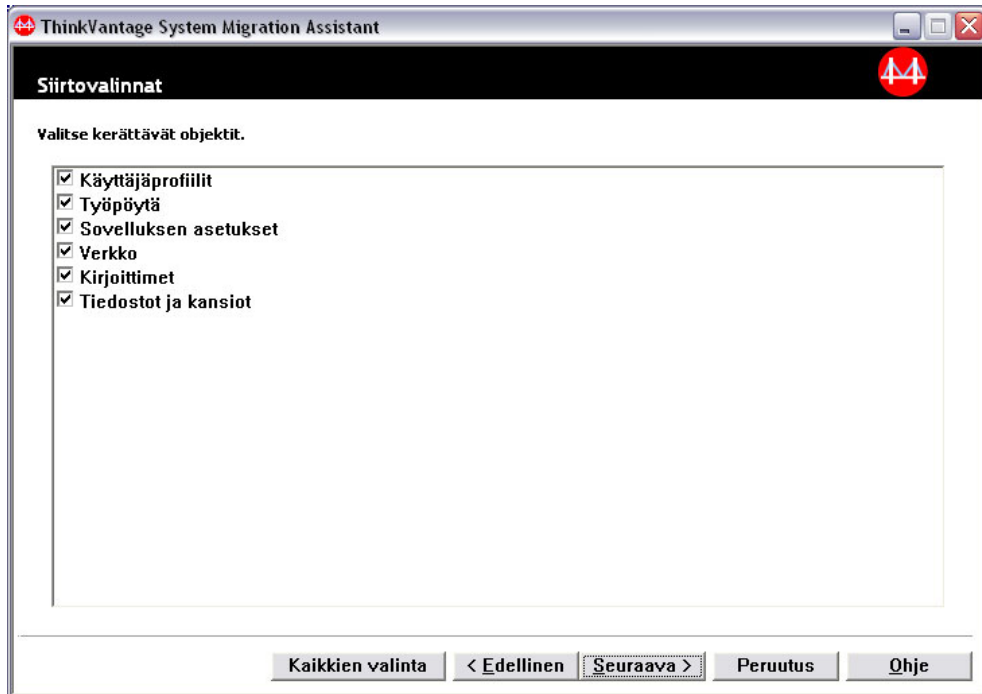 ThinkVantage System Migration Assistant
Siirtovalinnat
Valitse kerättävät objektit.
Käyttäjäprofiilit
Työpöytä
Sovelluksen asetukset
Verkko
Kirjoittimet
Tiedostot ja kansiot
Kaikkien valinta < Edellinen Seuraava > Peruutus Ohje